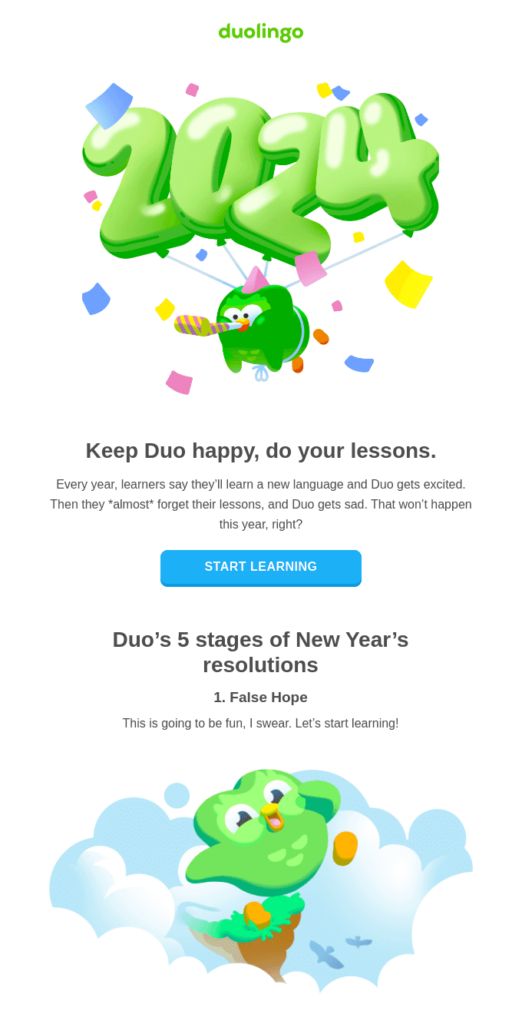 duolingo
2024
Keep Duo happy, do your lessons.
Every year, learners say they’ll learn a new language and Duo gets excited.
Then they *almost* forget their lessons, and Duo gets sad. That won’t happen
this year, right?
START LEARNING
Duo’s 5 stages of New Year’s
resolutions
1. False Hope
This is going to be fun, I swear. Let’s start learning!